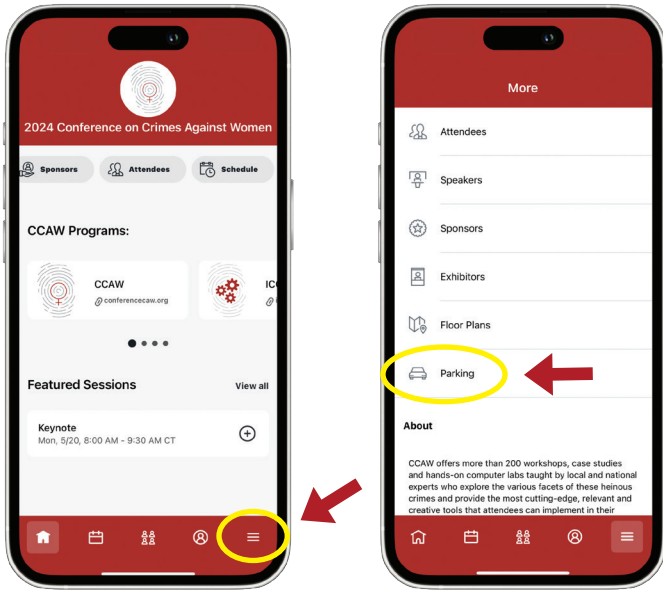 2024 Conference on Crimes Against Women
Sponsors
Attendees
Schedule
CCAW Programs:
CCAW
conferencecaw.org
IC
Featured Sessions
View all
Keynote
Mon, 5/20, 8:00 AM - 9:30 AM CT
More
Attendees
Speakers
Sponsors
Exhibitors
Floor Plans
Parking
About
CCAW offers more than 200 workshops, case studies
and hands-on computer labs taught by local and national
experts who explore the various facets of these heinous
crimes and provide the most cutting-edge, relevant and
creative tools that attendees can implement in their